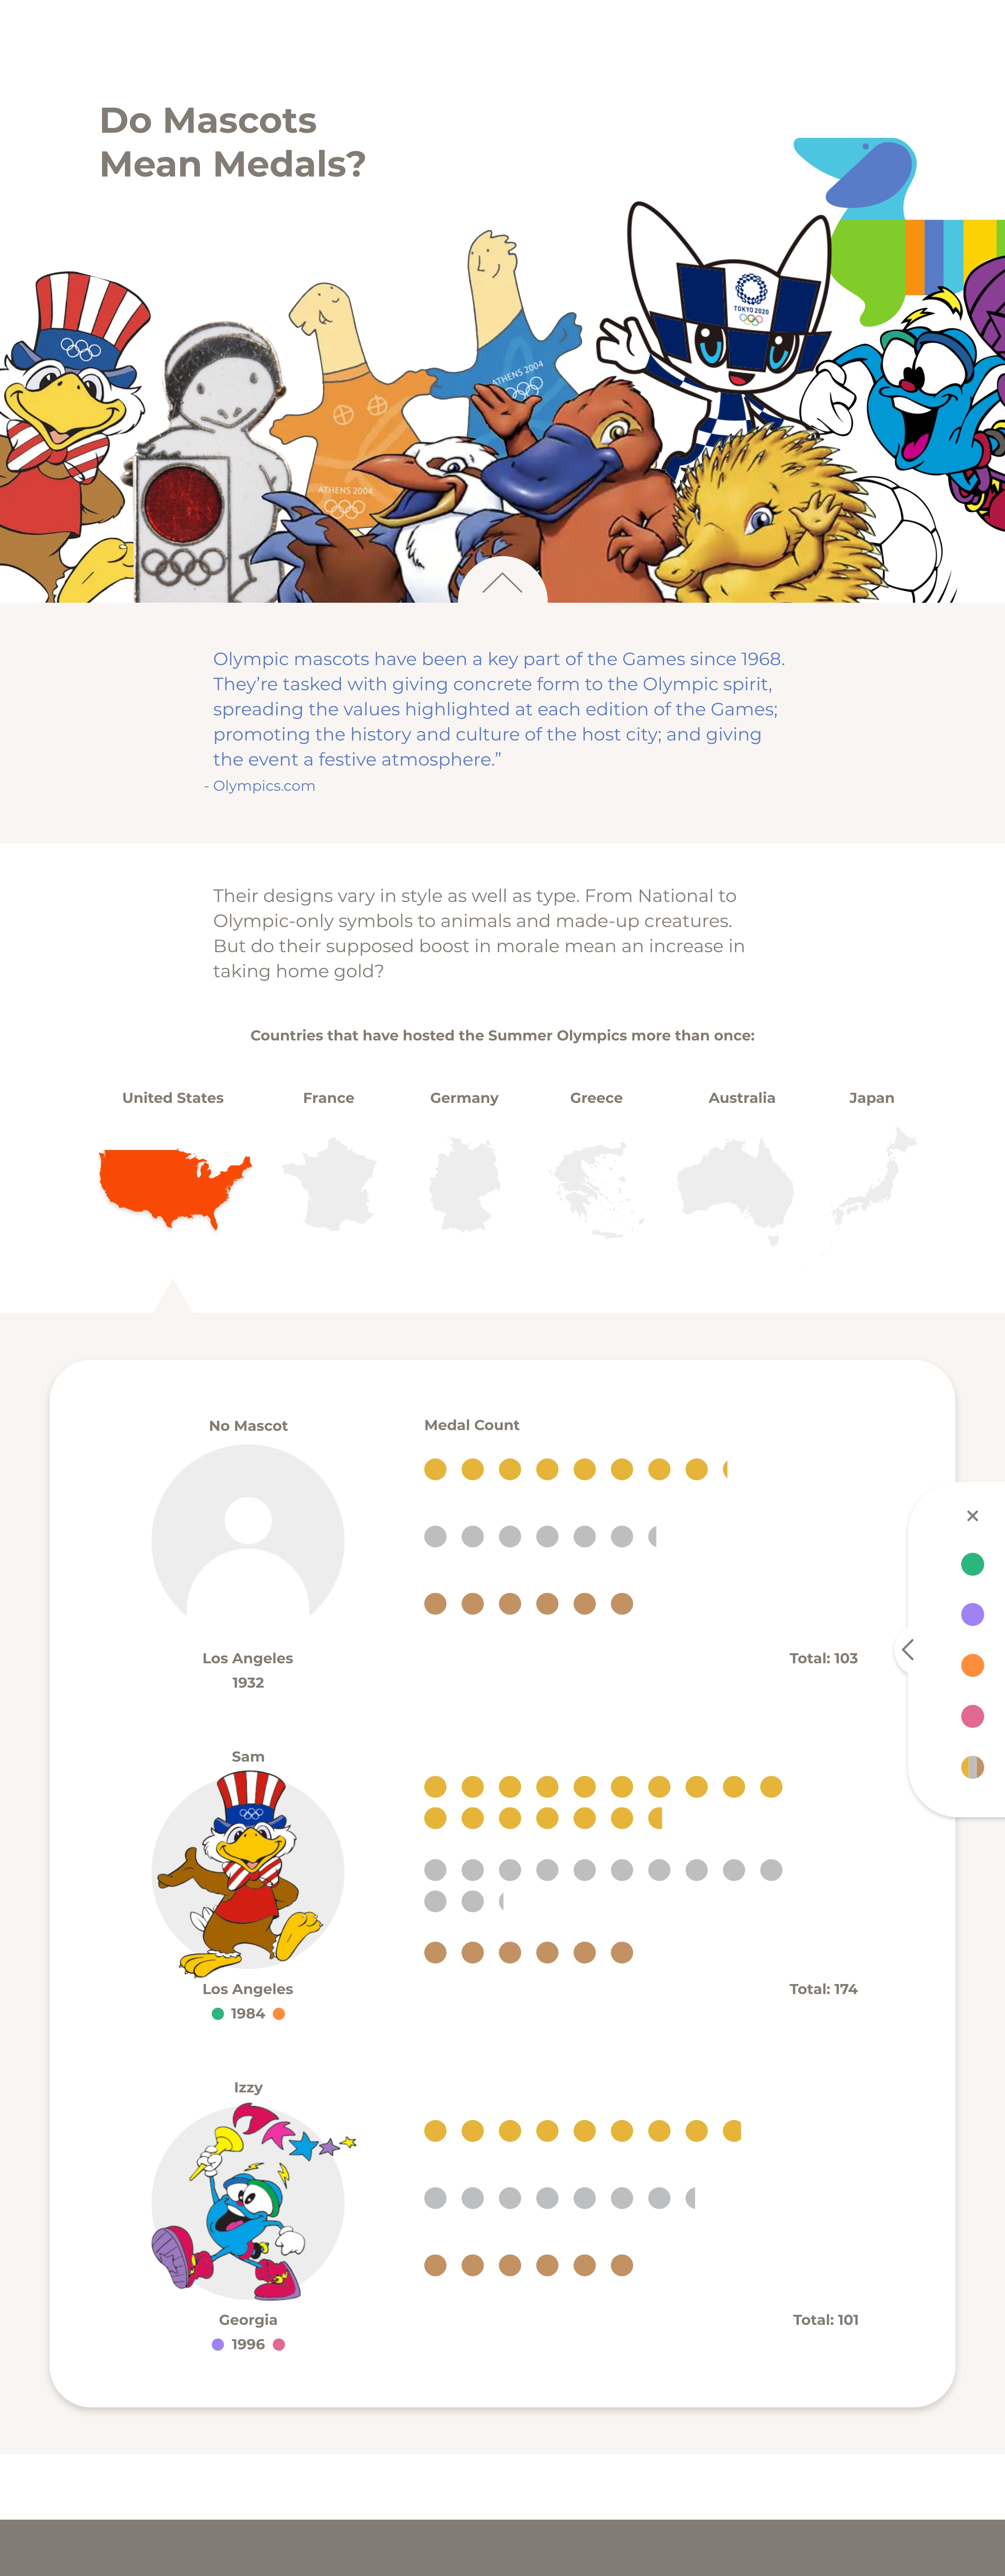 Do Mascots
Mean Medals?
TOKYO 2020
ATHENS 2004
ATHENS 2004
Olympic mascots have been a key part of the Games since 1968.
They’re tasked with giving concrete form to the Olympic spirit,
spreading the values highlighted at each edition of the Games;
promoting the history and culture of the host city; and giving
the event a festive atmosphere.”
- Olympics.com
Their designs vary in style as well as type. From National to
Olympic-only symbols to animals and made-up creatures.
But do their supposed boost in morale mean an increase in
taking home gold?
Countries that have hosted the Summer Olympics more than once:
United States France Germany Greece Australia Japan
No Mascot
Medal Count
Los Angeles
1932
Total: 103
Sam
Los Angeles
1984
Total: 174
Izzy
Georgia
1996
Total: 101